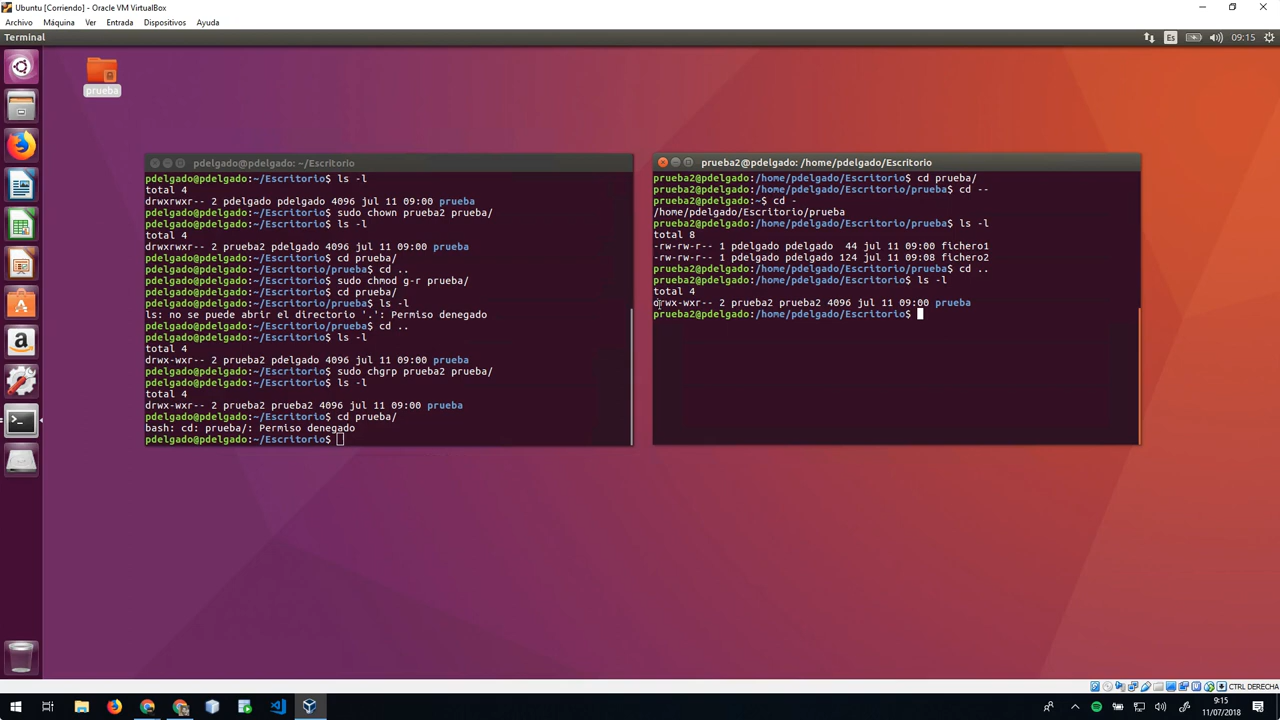 Ubuntu [Corriendo] - Oracle VM VirtualBox
Archivo Máquina Ver Entrada Dispositivos Ayuda
Terminal
Es
09:15
prueba
pdelgado@pdelgado: ~/Escritorio
pdelgado@pdelgado:~/Escritorio$ ls -l
total 4
drwxrwxr-- 2 pdelgado pdelgado 4096 jul 11 09:00 prueba
pdelgado@pdelgado:~/Escritorio$ sudo chown prueba2 prueba/
pdelgado@pdelgado:~/Escritorio$ ls -l
total 4
drwxrwxr-- 2 prueba2 pdelgado 4096 jul 11 09:00 prueba
pdelgado@pdelgado:~/Escritorio$ cd prueba/
pdelgado@pdelgado:~/Escritorio/prueba$ cd ..
pdelgado@pdelgado:~/Escritorio$ sudo chmod g-r prueba/
pdelgado@pdelgado:~/Escritorio$ cd prueba/
pdelgado@pdelgado:~/Escritorio/prueba$ ls -l
ls: no se puede abrir el directorio '.': Permiso denegado
pdelgado@pdelgado:~/Escritorio/prueba$ cd ..
pdelgado@pdelgado:~/Escritorio$ ls -l
total 4
drwx-wxr-- 2 prueba2 pdelgado 4096 jul 11 09:00 prueba
pdelgado@pdelgado:~/Escritorio$ sudo chgrp prueba2 prueba/
pdelgado@pdelgado:~/Escritorio$ ls -l
total 4
drwx-wxr-- 2 prueba2 prueba2 4096 jul 11 09:00 prueba
pdelgado@pdelgado:~/Escritorio$ cd prueba/
bash: cd: prueba/: Permiso denegado
pdelgado@pdelgado:~/Escritorio$
prueba2@pdelgado: /home/pdelgado/Escritorio
prueba2@pdelgado:/home/pdelgado/Escritorio$ cd prueba/
prueba2@pdelgado:/home/pdelgado/Escritorio/prueba$ cd --
prueba2@pdelgado:~$ cd -
/home/pdelgado/Escritorio/prueba
prueba2@pdelgado:/home/pdelgado/Escritorio/prueba$ ls -l
total 8
-rw-rw-r-- 1 pdelgado pdelgado  44 jul 11 09:00 fichero1
-rw-rw-r-- 1 pdelgado pdelgado 124 jul 11 09:08 fichero2
prueba2@pdelgado:/home/pdelgado/Escritorio/prueba$ cd ..
prueba2@pdelgado:/home/pdelgado/Escritorio$ ls -l
total 4
drwx-wxr-- 2 prueba2 prueba2 4096 jul 11 09:00 prueba
prueba2@pdelgado:/home/pdelgado/Escritorio$
CTRL DERECHA
9:15
11/07/2018